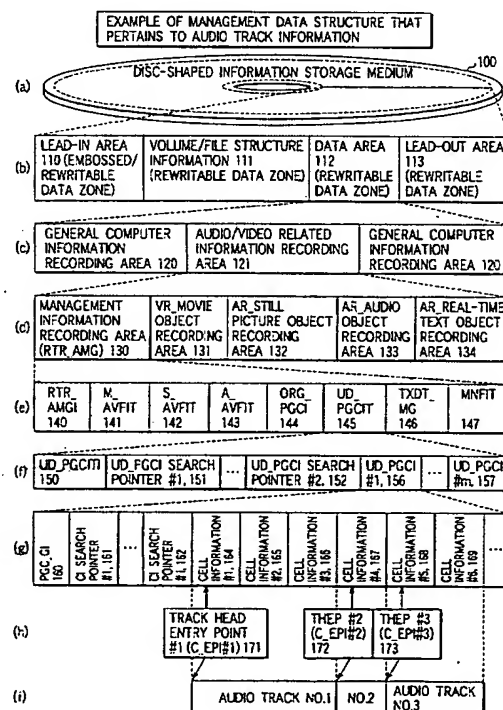 EXAMPLE OF MANAGEMENT DATA STRUCTURE THAT
PERTAINS TO AUDIO TRACK INFORMATION
100
(a)
DISC-SHAPED INFORMATION STORAGE MEDIUM
(b)
LEAD-IN AREA
110 (EMBOSSED/
REWRITABLE
DATA ZONE)
VOLUME/FILE STRUCTURE
INFORMATION 111
(REWRITABLE DATA ZONE)
DATA AREA
112
(REWRITABLE
DATA ZONE)
LEAD-OUT AREA
113
(REWRITABLE
DATA ZONE)
(c)
GENERAL COMPUTER
INFORMATION
RECORDING AREA 120
AUDIO/VIDEO RELATED
INFORMATION RECORDING
AREA 121
GENERAL COMPUTER
INFORMATION
RECORDING AREA 120
(d)
MANAGEMENT
INFORMATION
RECORDING AREA
(RTR_AMG) 130
VR_MOVIE
OBJECT
RECORDING
AREA 131
AR_STILL
PICTURE OBJECT
RECORDING
AREA 132
AR_AUDIO
OBJECT
RECORDING
AREA 133
AR_REAL-TIME
TEXT OBJECT
RECORDING
AREA 134
(e)
RTR_
AMGI
140
M_
AVFIT
141
S_
AVFIT
142
A_
AVFIT
143
ORG_
PGCI
144
UD_
PGCIT
145
TXDT_
MG
146
MNFIT
147
(f)
UD_PGCITI
150
UD_PGCI SEARCH
POINTER #1, 151
...
UD_PGCI SEARCH
POINTER #2, 152
UD_PGCI
#1, 156
...
UD_PGCI
#m, 157
(g)
PGC_GI
160
CI SEARCH
POINTER
#1, 161
...
CI SEARCH
POINTER
#i, 162
CELL
INFORMATION
#1, 164
CELL
INFORMATION
#2, 165
CELL
INFORMATION
#3, 166
CELL
INFORMATION
#4, 167
CELL
INFORMATION
#5, 168
CELL
INFORMATION
#6, 169
...
(h)
TRACK HEAD
ENTRY POINT
#1 (C_EPI#1) 171
THEP #2
(C_EPI#2)
172
THEP #3
(C_EPI#3)
173
(i)
AUDIO TRACK NO.1
NO.2
AUDIO TRACK
NO.3